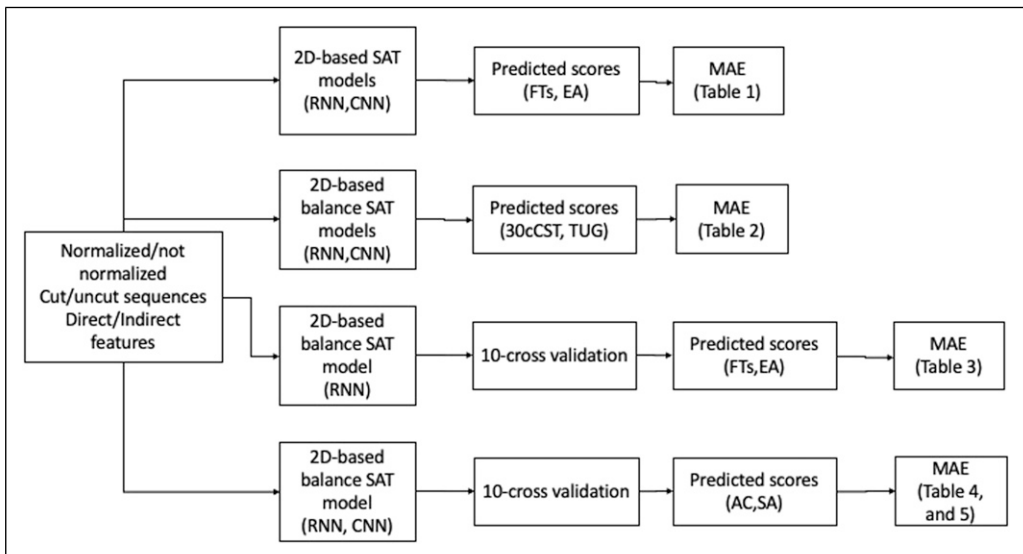 2D-based SAT
models
(RNN,CNN)
Predicted scores
(FTs, EA)
MAE
(Table 1)
2D-based
balance SAT
models
(RNN,CNN)
Predicted scores
(30cCST, TUG)
MAE
(Table 2)
Normalized/not
normalized
Cut/uncut sequences
Direct/Indirect
features
2D-based
balance SAT
model
(RNN)
10-cross validation
Predicted scores
(FTs,EA)
MAE
(Table 3)
2D-based
balance SAT
model
(RNN, CNN)
10-cross validation
Predicted scores
(AC,SA)
MAE
(Table 4,
and 5)